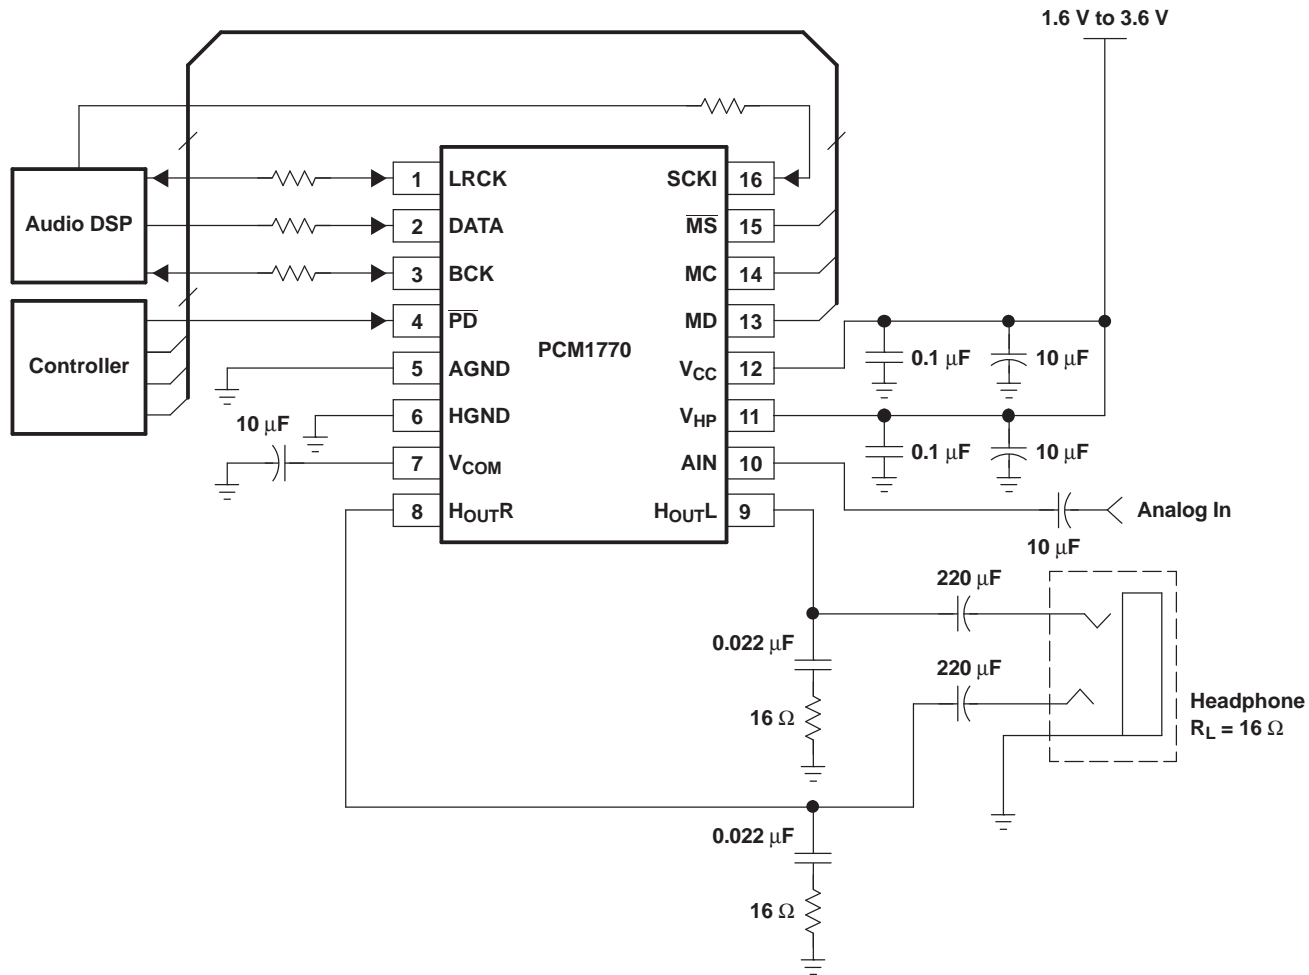 1.6 V to 3.6 V
Audio DSP
Controller
PCM1770
1 LRCK
2 DATA
3 BCK
4 P̅D̅
5 AGND
6 HGND
7 VCOM
8 HOUTR
SCKI 16
M̅S̅ 15
MC 14
MD 13
VCC 12
VHP 11
AIN 10
HOUTL 9
10 μF
0.1 μF
10 μF
0.1 μF
10 μF
Analog In
10 μF
220 μF
0.022 μF
220 μF
16 Ω
Headphone
RL = 16 Ω
0.022 μF
16 Ω